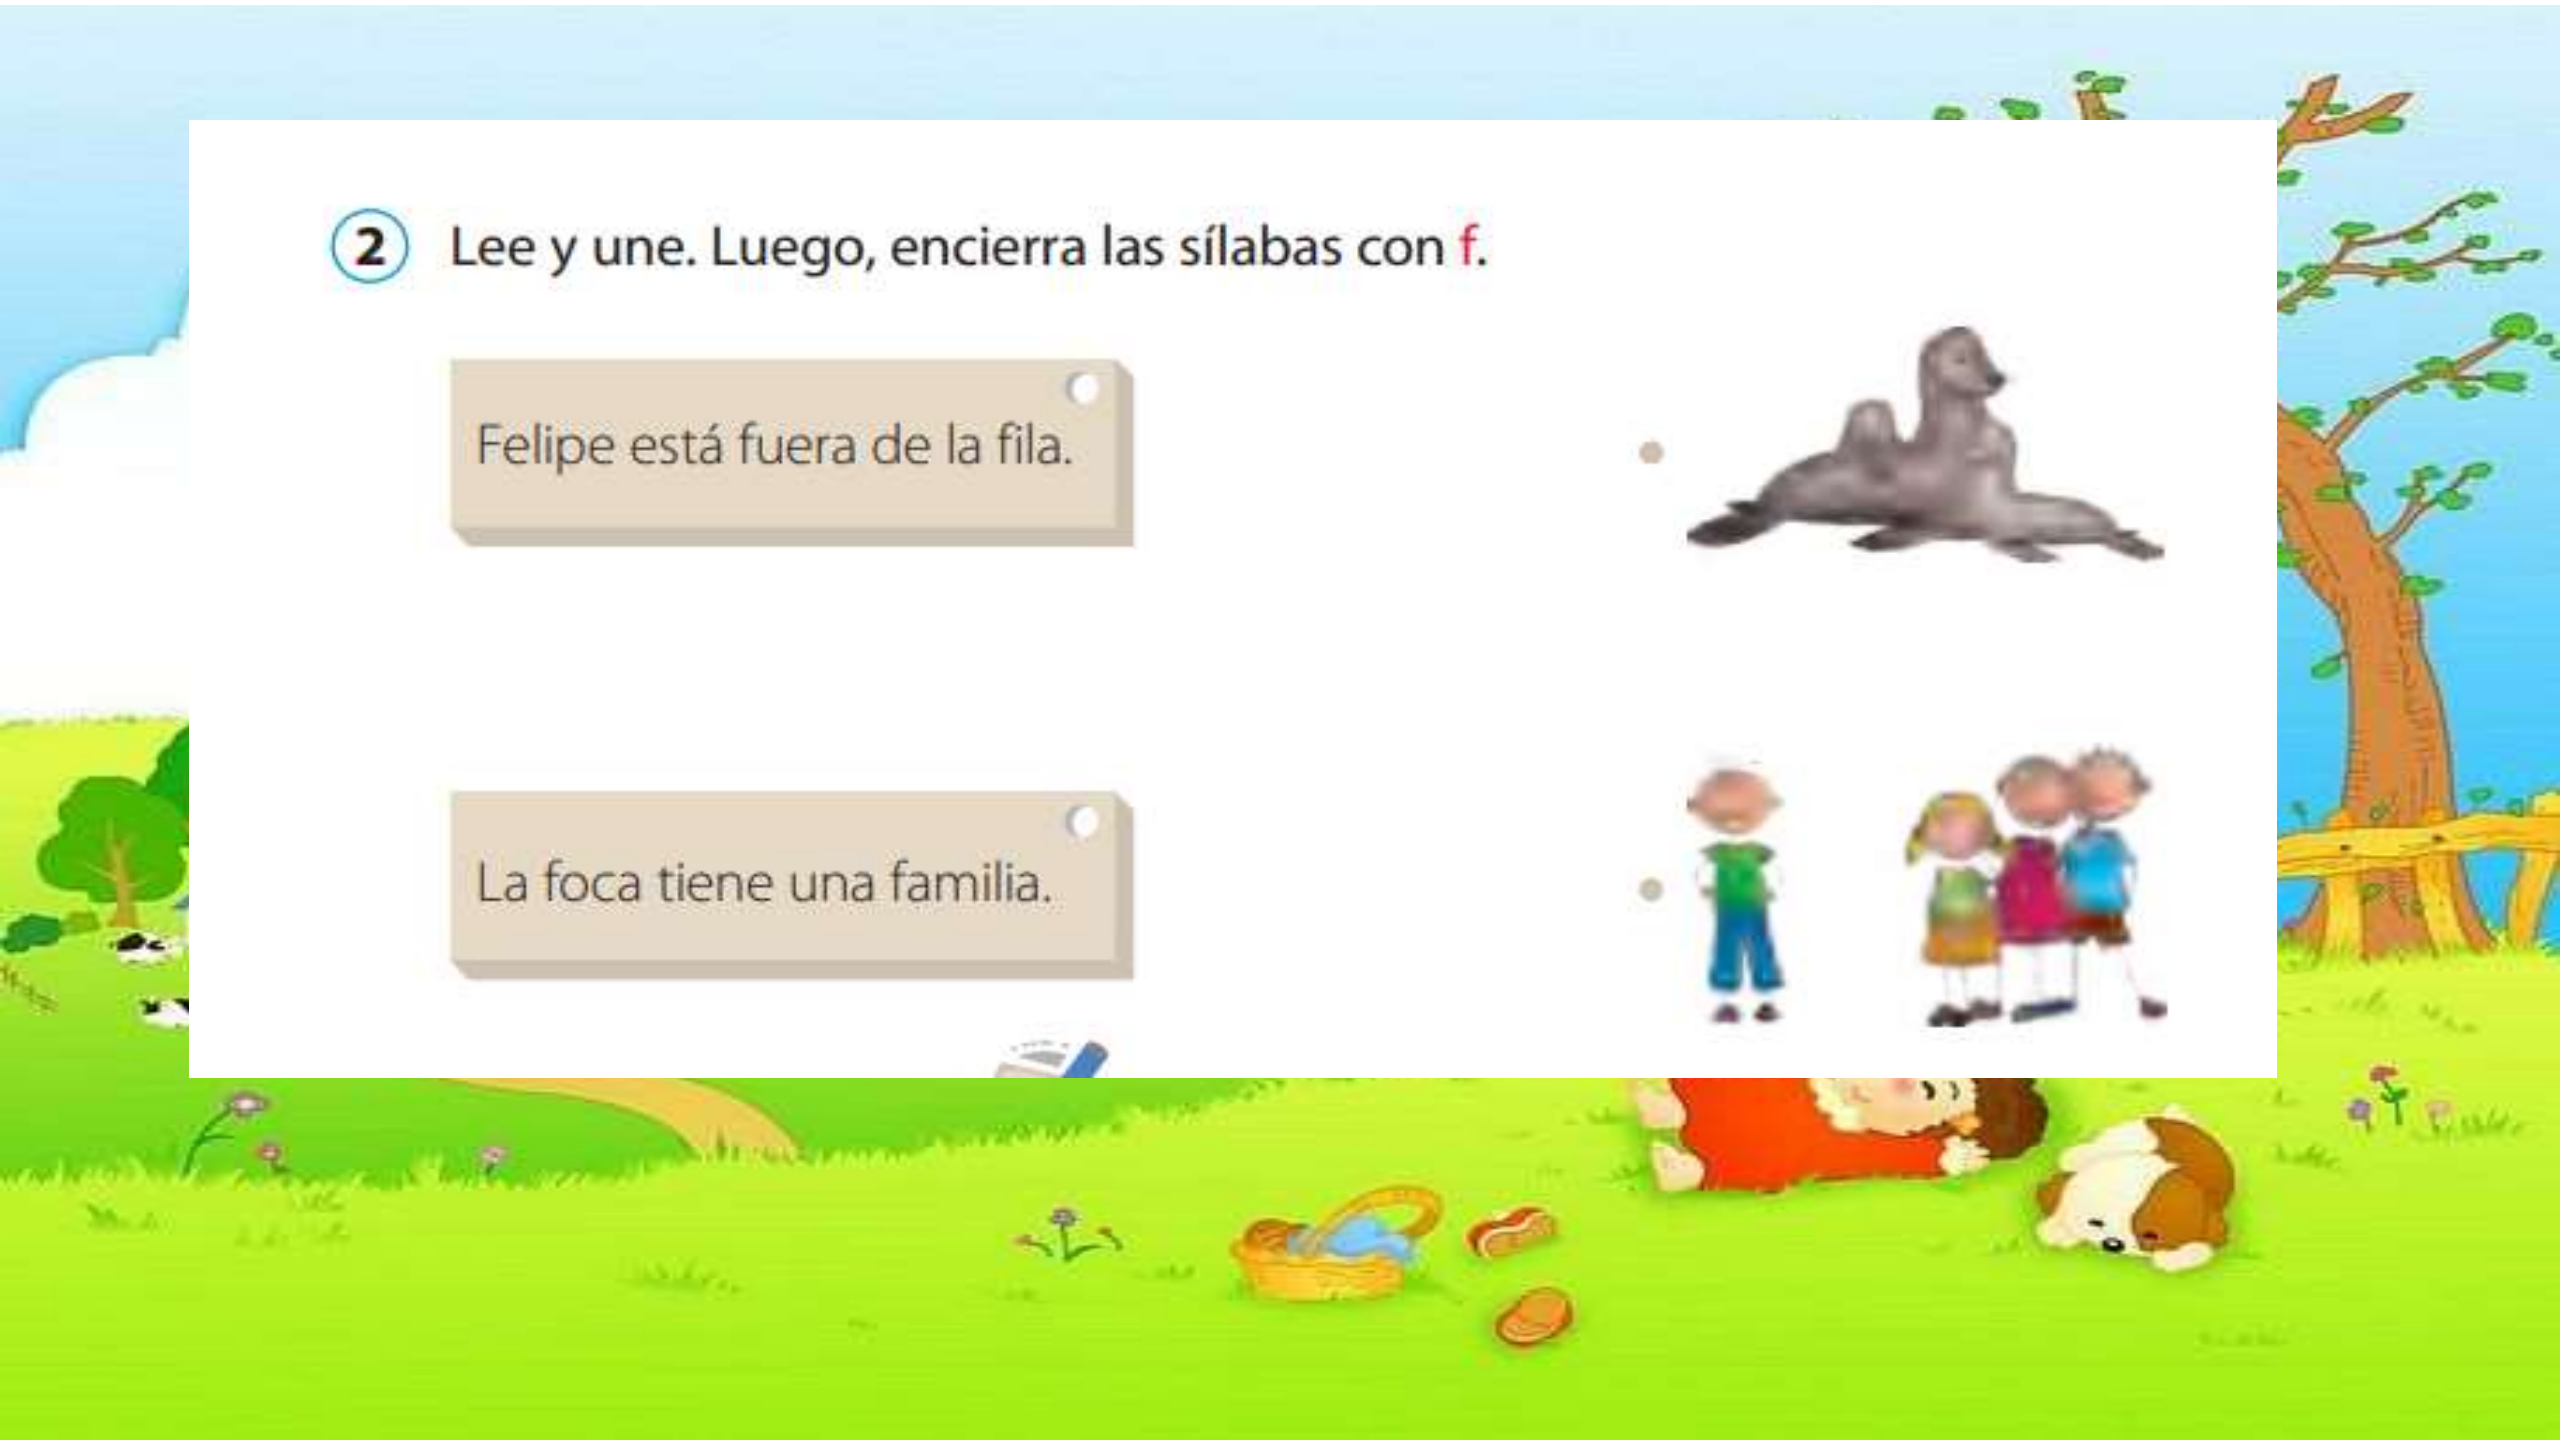 2 Lee y une. Luego, encierra las sílabas con f.
Felipe está fuera de la fila.
La foca tiene una familia.